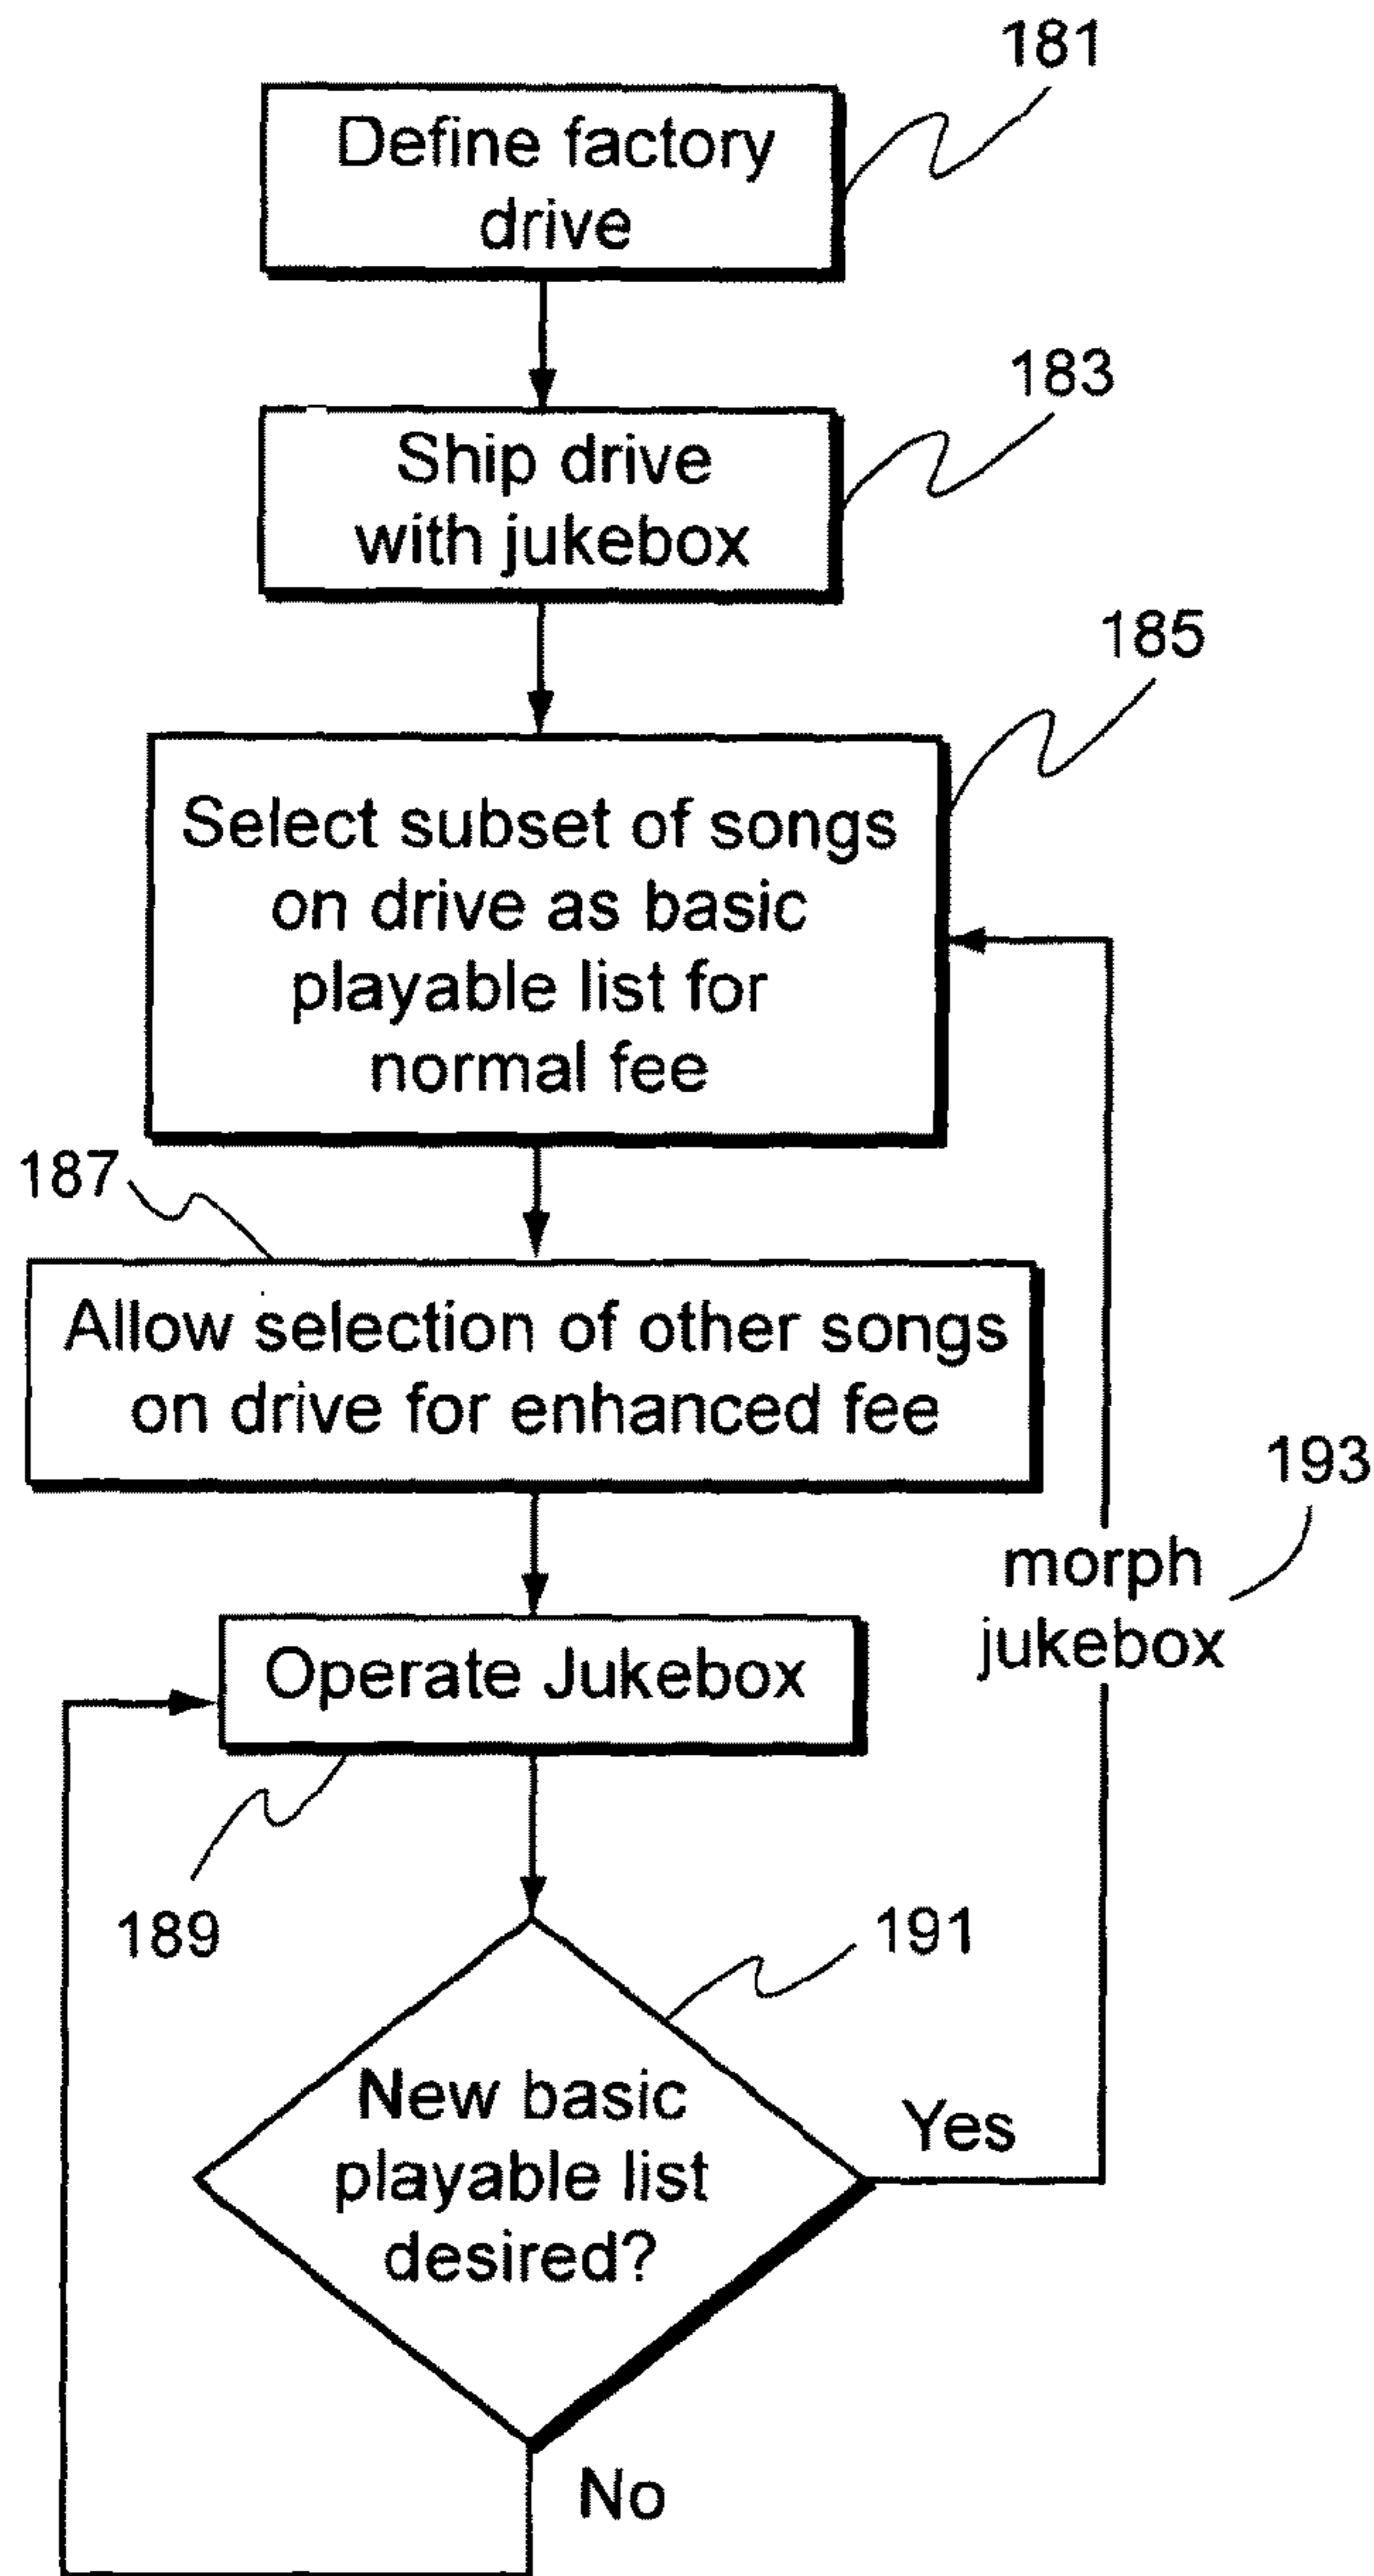 181
Define factory
drive
183
Ship drive
with jukebox
185
Select subset of songs
on drive as basic
playable list for
normal fee
187
Allow selection of other songs
on drive for enhanced fee
193
morph
jukebox
Operate Jukebox
189
191
New basic
playable list
desired?
Yes
No